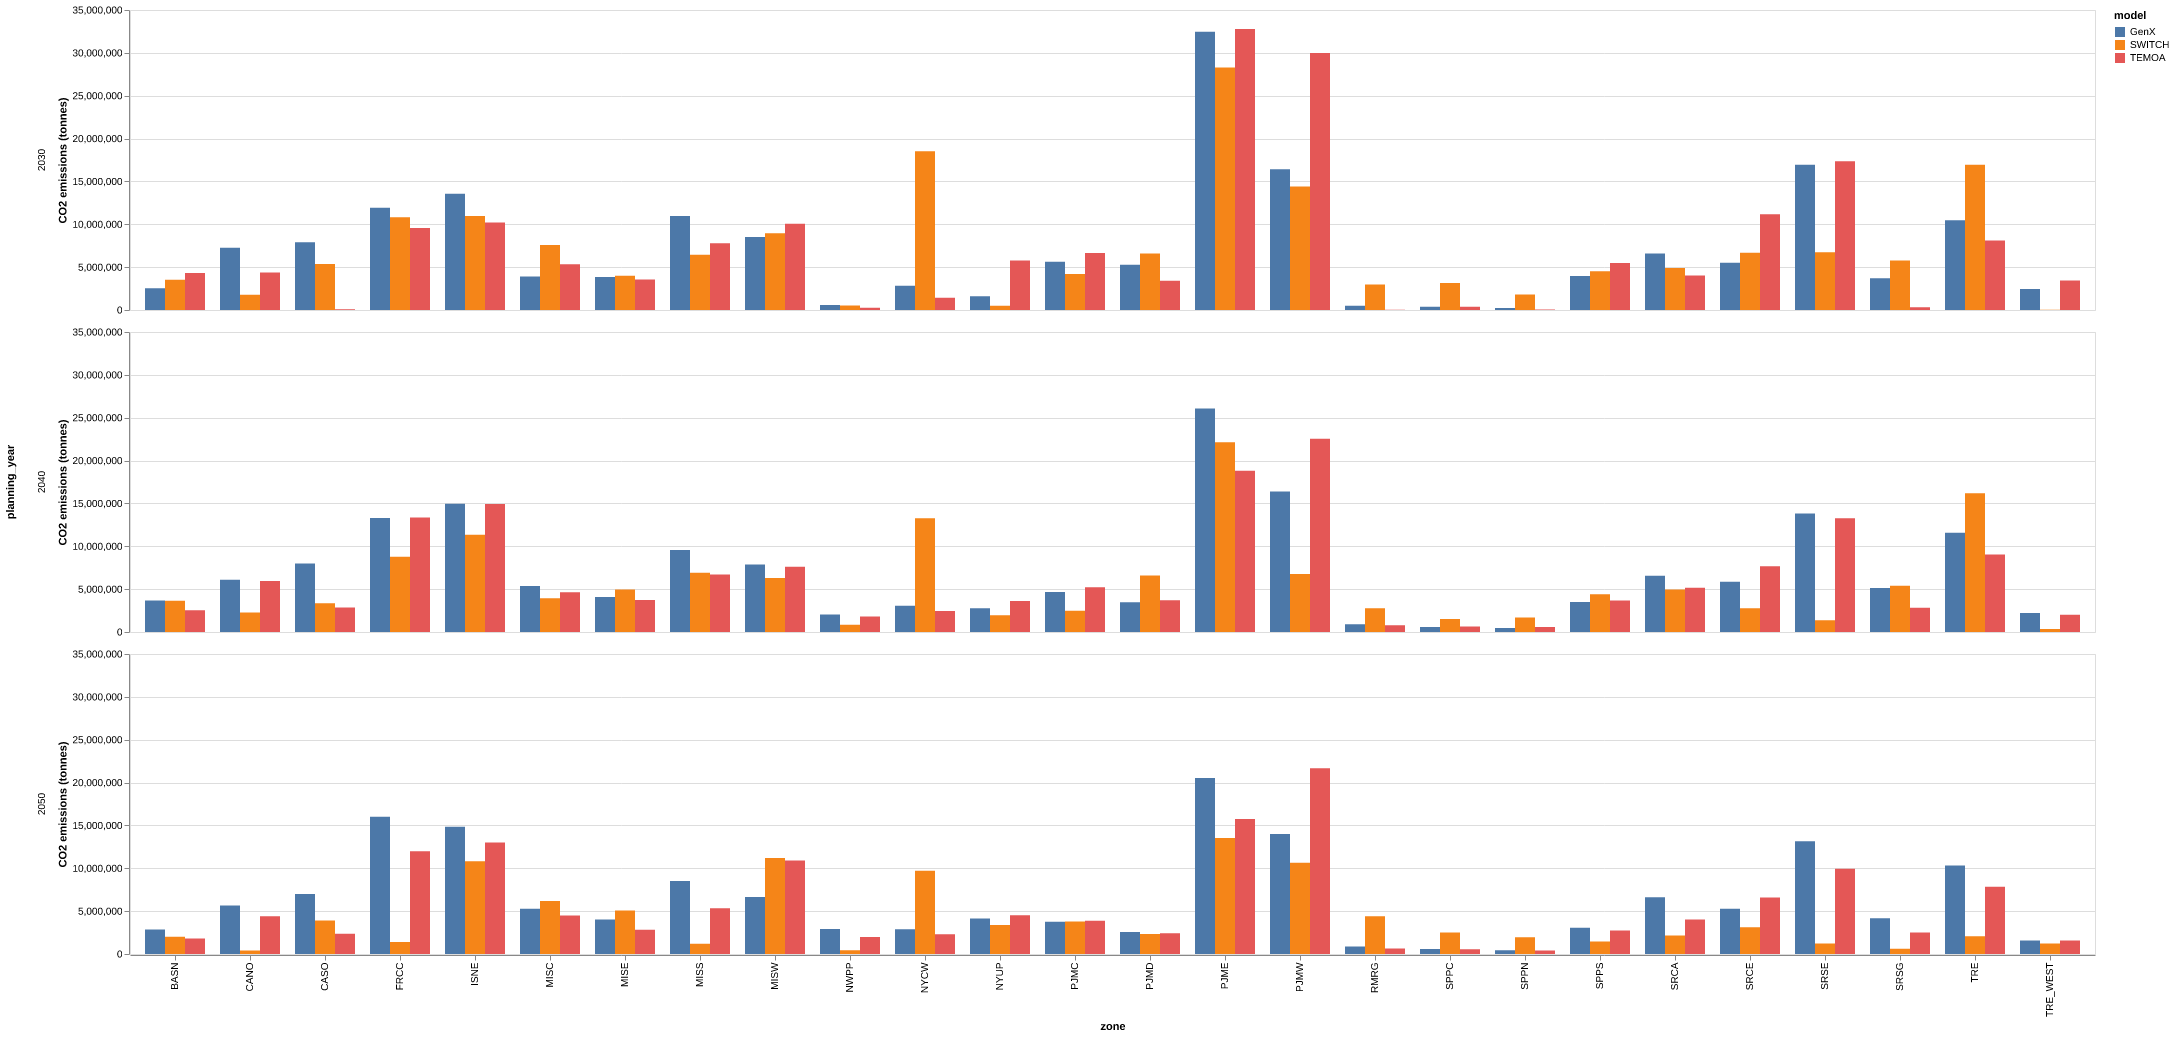 planning_year
2030
CO2 emissions (tonnes)
35,000,000
30,000,000
25,000,000
20,000,000
15,000,000
10,000,000
5,000,000
0
2040
CO2 emissions (tonnes)
35,000,000
30,000,000
25,000,000
20,000,000
15,000,000
10,000,000
5,000,000
0
2050
CO2 emissions (tonnes)
35,000,000
30,000,000
25,000,000
20,000,000
15,000,000
10,000,000
5,000,000
0
BASN
CANO
CASO
FRCC
ISNE
MISC
MISE
MISS
MISW
NWPP
NYCW
NYUP
PJMC
PJMD
PJME
PJMW
RMRG
SPPC
SPPN
SPPS
SRCA
SRCE
SRSE
SRSG
TRE
TRE_WEST
zone
model
GenX
SWITCH
TEMOA